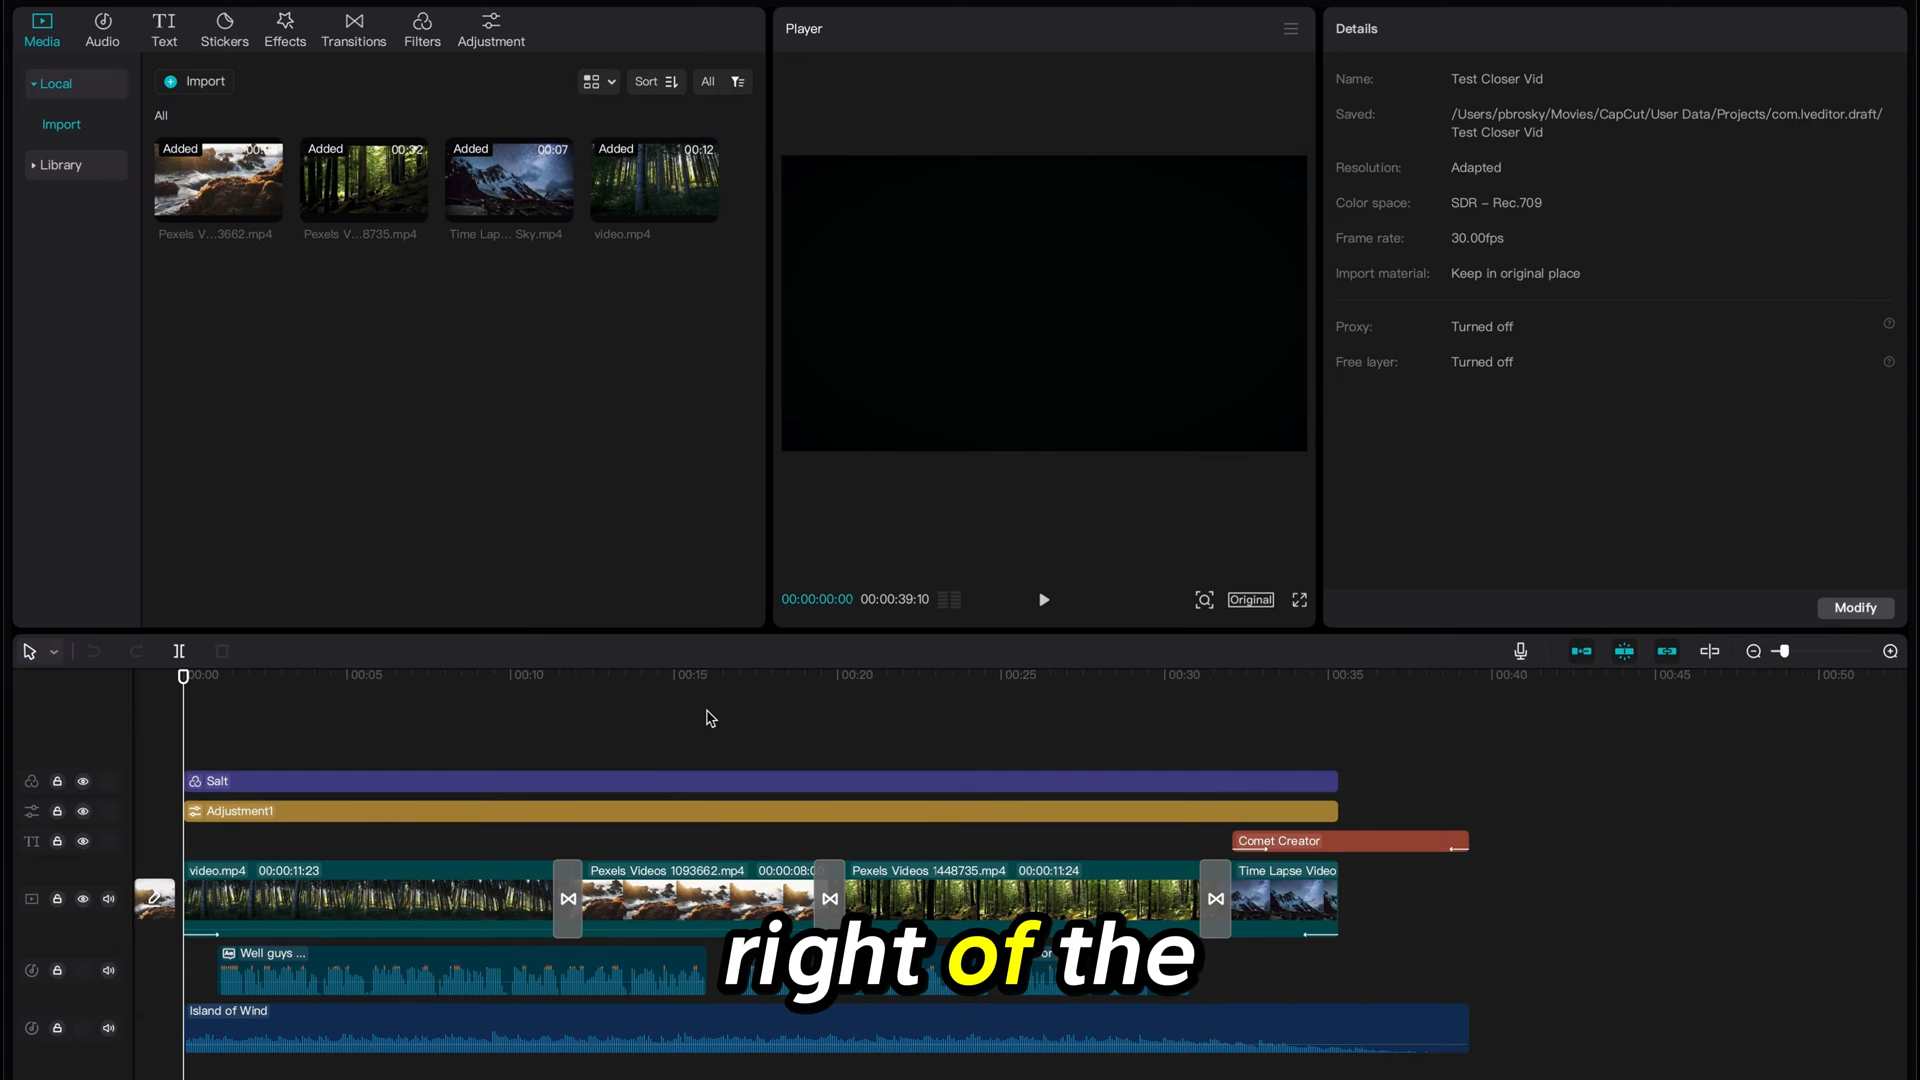 Media
Audio
Text
Stickers
Effects
Transitions
Filters
Adjustment
Local
Import
Library
Import
Sort
All
All
Added
Pexels V...3662.mp4
Added 00:32
Pexels V...8735.mp4
Added 00:07
Time Lap... Sky.mp4
Added 00:12
video.mp4
Player
00:00:00:00 00:00:39:10
Original
Details
Name: Test Closer Vid
Saved: /Users/pbrosky/Movies/CapCut/User Data/Projects/com.lveditor.draft/
Test Closer Vid
Resolution: Adapted
Color space: SDR – Rec.709
Frame rate: 30.00fps
Import material: Keep in original place
Proxy: Turned off
Free layer: Turned off
Modify
00:00 00:05 00:10 00:15 00:20 00:25 00:30 00:35 00:40 00:45 00:50
Salt
Adjustment1
TI Comet Creator
video.mp4 00:00:11:23
Pexels Videos 1093662.mp4
Pexels Videos 1448735.mp4 00:00:11:24
Time Lapse Video
Well guys ...
right of the
Island of Wind